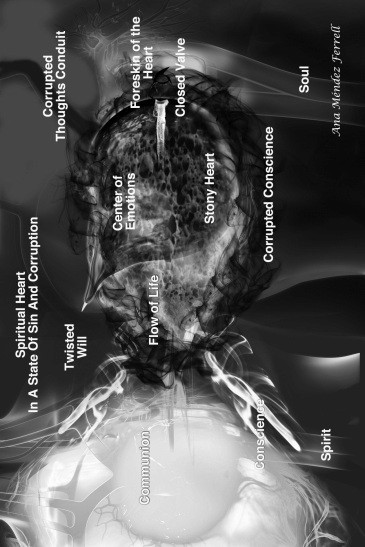 Spiritual Heart
In A State Of Sin And Corruption
Corrupted
Thoughts Conduit
Twisted
Will
Foreskin of the
Heart
Closed Valve
Center of
Emotions
Stony Heart
Flow of Life
Corrupted Conscience
Soul
Communion
Conscience
Spirit
Ana Méndez Ferrell